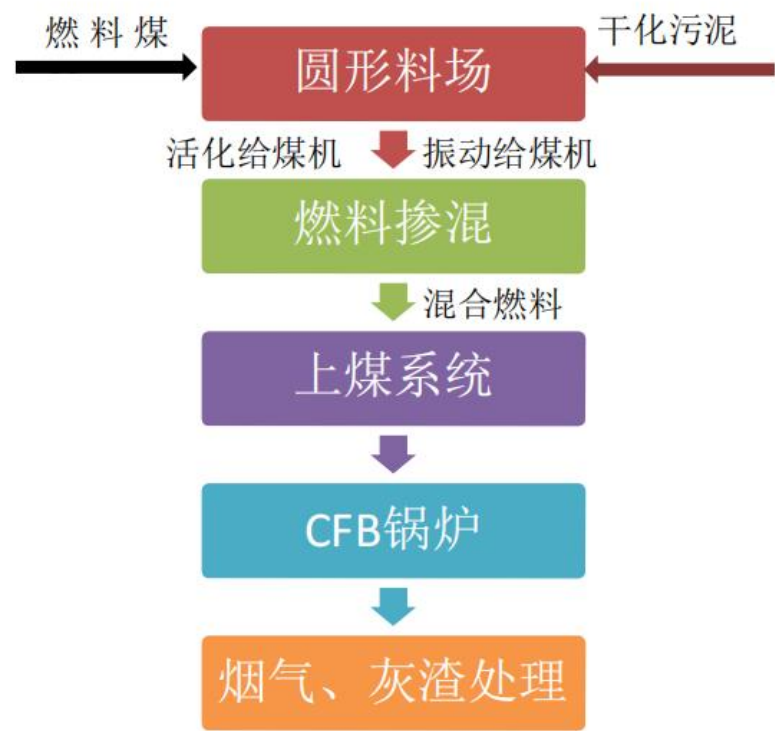 燃料煤
干化污泥
圆形料场
活化给煤机
振动给煤机
燃料掺混
混合燃料
上煤系统
CFB锅炉
烟气、灰渣处理